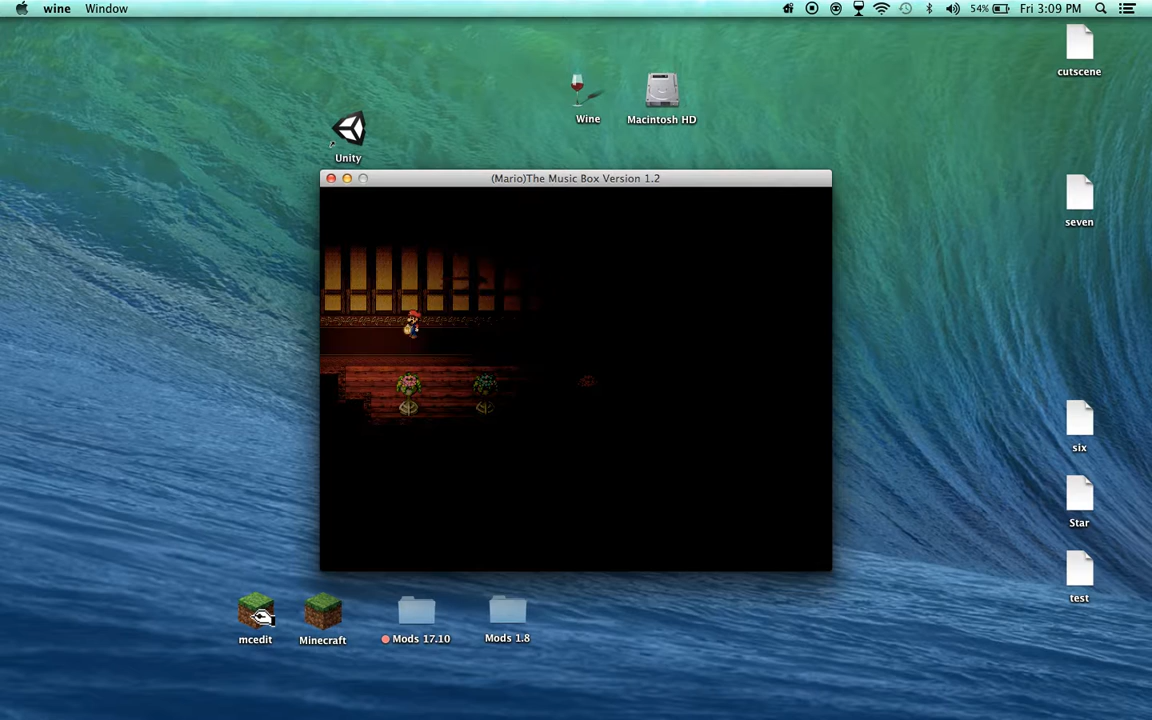 wine Window 54% Fri 3:09 PM
cutscene
Wine Macintosh HD
Unity
(Mario)The Music Box Version 1.2
seven
six
Star
test
mcedit Minecraft Mods 17.10 Mods 1.8